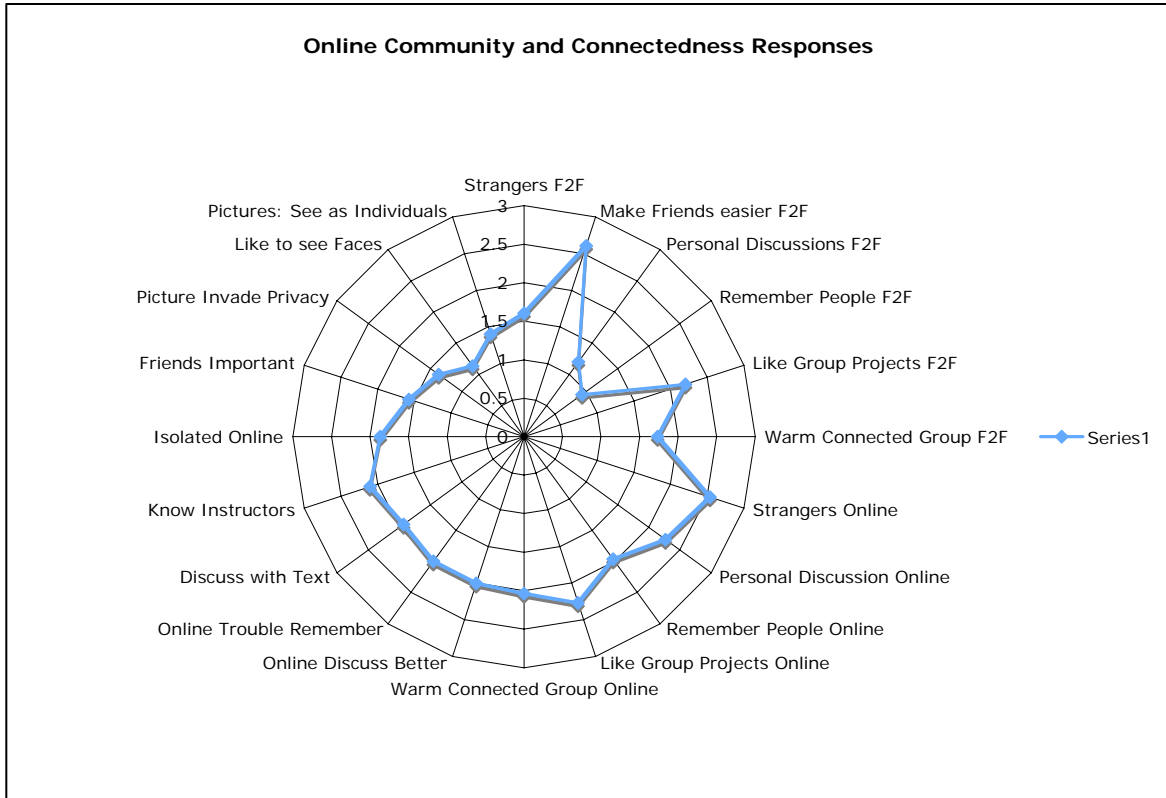 Online Community and Connectedness Responses
Strangers F2F
Make Friends easier F2F
Personal Discussions F2F
Remember People F2F
Like Group Projects F2F
Warm Connected Group F2F
Strangers Online
Personal Discussion Online
Remember People Online
Like Group Projects Online
Warm Connected Group Online
Online Discuss Better
Online Trouble Remember
Discuss with Text
Know Instructors
Isolated Online
Friends Important
Picture Invade Privacy
Like to see Faces
Pictures: See as Individuals
3
2.5
2
1.5
1
0.5
0
Series1